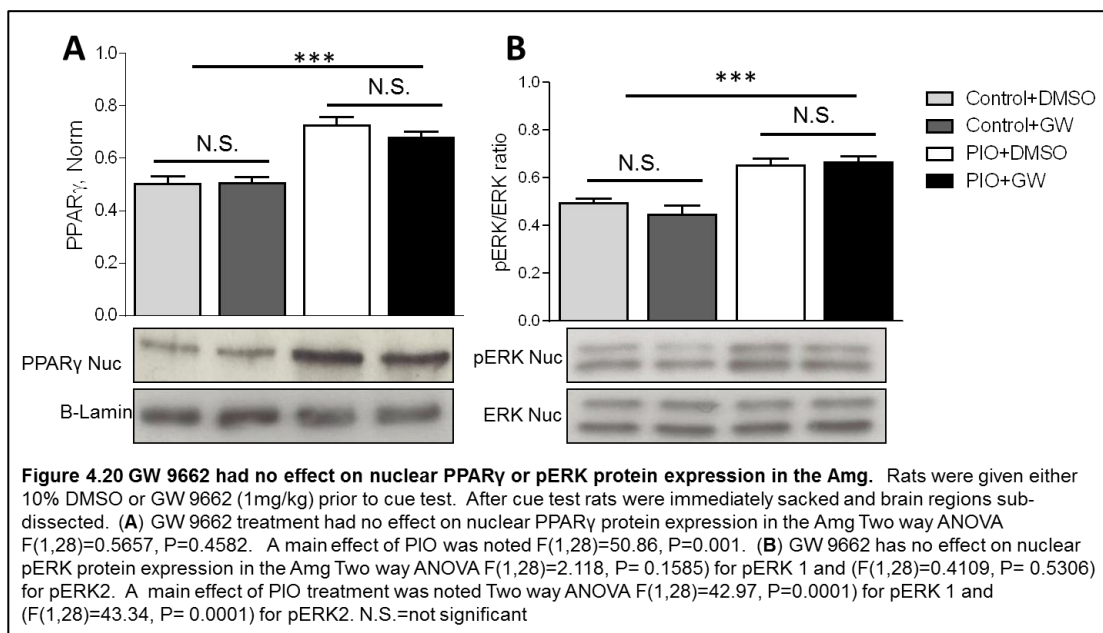 A
B
1.0
0.8
0.6
0.4
0.2
0.0
PPARγ, Norm
***
N.S.
N.S.
1.0
0.8
0.6
0.4
0.2
0.0
pERK/ERK ratio
***
N.S.
N.S.
Control+DMSO
Control+GW
PIO+DMSO
PIO+GW
PPARγ Nuc
B-Lamin
pERK Nuc
ERK Nuc
Figure 4.20 GW 9662 had no effect on nuclear PPARγ or pERK protein expression in the Amg. Rats were given either
10% DMSO or GW 9662 (1mg/kg) prior to cue test. After cue test rats were immediately sacked and brain regions sub-
dissected. (A) GW 9662 treatment had no effect on nuclear PPARγ protein expression in the Amg Two way ANOVA
F(1,28)=0.5657, P=0.4582. A main effect of PIO was noted F(1,28)=50.86, P=0.001. (B) GW 9662 has no effect on nuclear
pERK protein expression in the Amg Two way ANOVA F(1,28)=2.118, P= 0.1585) for pERK 1 and (F(1,28)=0.4109, P= 0.5306)
for pERK2. A main effect of PIO treatment was noted Two way ANOVA F(1,28)=42.97, P=0.0001) for pERK 1 and
(F(1,28)=43.34, P= 0.0001) for pERK2. N.S.=not significant